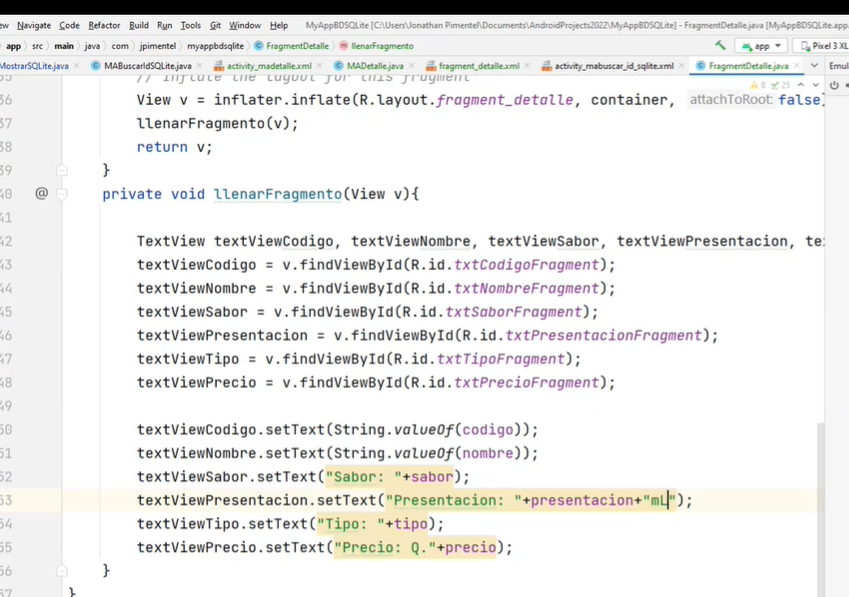 Navigate Code Refactor Build Run Tools Git Window Help MyAppBDSQLite [C:\Users\Jonathan Pimentel\Documents\AndroidProjects2022\MyAppBDSQLite] - FragmentDetalle.java [MyAppBDSQLite.app
app src main java com jpimentel myappbdsqlite FragmentDetalle llenarFragmento app Pixel 3 XL
MostrarSQLite.java MABuscarIdSQLite.java activity_madetalle.xml MADetalle.java fragment_detalle.xml activity_mabuscar_id_sqlite.xml FragmentDetalle.java Emul
// Inflate the layout for this fragment 8 25
36 View v = inflater.inflate(R.layout.fragment_detalle, container, attachToRoot: false)
37 llenarFragmento(v);
38 return v;
39 }
40 @ private void llenarFragmento(View v){
41
42 TextView textViewCodigo, textViewNombre, textViewSabor, textViewPresentacion, te
43 textViewCodigo = v.findViewById(R.id.txtCodigoFragment);
44 textViewNombre = v.findViewById(R.id.txtNombreFragment);
45 textViewSabor = v.findViewById(R.id.txtSaborFragment);
46 textViewPresentacion = v.findViewById(R.id.txtPresentacionFragment);
47 textViewTipo = v.findViewById(R.id.txtTipoFragment);
48 textViewPrecio = v.findViewById(R.id.txtPrecioFragment);
49
50 textViewCodigo.setText(String.valueOf(codigo));
51 textViewNombre.setText(String.valueOf(nombre));
52 textViewSabor.setText("Sabor: "+sabor);
53 textViewPresentacion.setText("Presentacion: "+presentacion+"mL");
54 textViewTipo.setText("Tipo: "+tipo);
55 textViewPrecio.setText("Precio: Q."+precio);
56 }
57 }